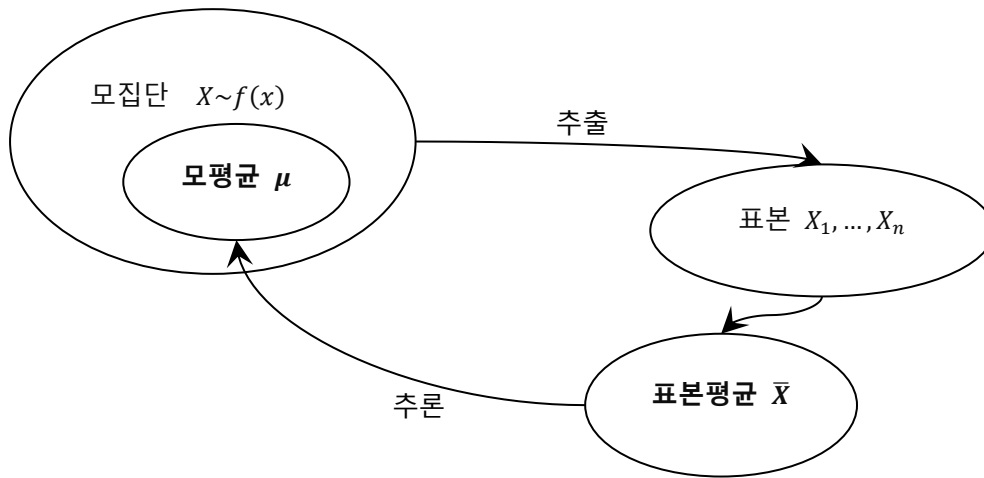 모집단 X~f(x)
추출
모평균 μ
표본 X₁, …, Xₙ
표본평균 X̄
추론